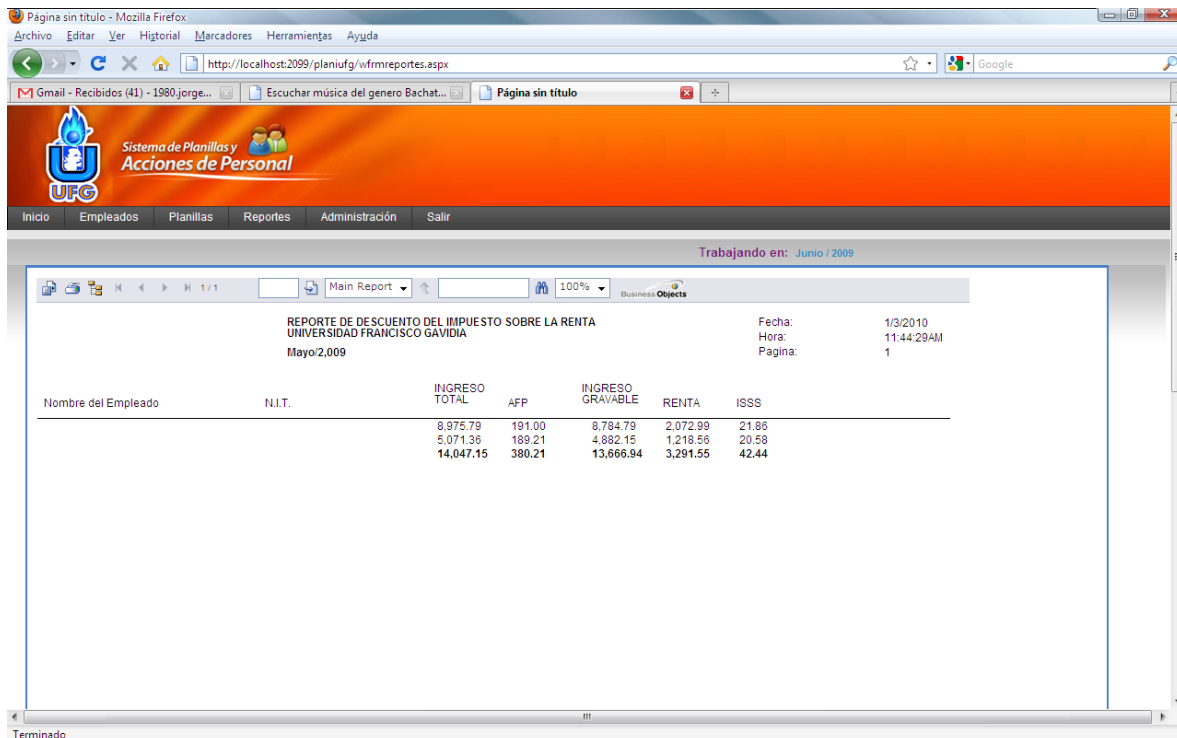 Página sin título - Mozilla Firefox
Archivo Editar Ver Historial Marcadores Herramientas Ayuda
http://localhost:2099/planiufg/wfrmreportes.aspx Google
Gmail - Recibidos (41) - 1980.jorge... Escuchar música del genero Bachat... Página sin título
Sistema de Planillas y
Acciones de Personal
UFG
Inicio Empleados Planillas Reportes Administración Salir
Trabajando en: Junio / 2009
1 / 1 Main Report 100% Business Objects
REPORTE DE DESCUENTO DEL IMPUESTO SOBRE LA RENTA Fecha: 1/3/2010
UNIVERSIDAD FRANCISCO GAVIDIA Hora: 11:44:29AM
Mayo/2,009 Pagina: 1
Nombre del Empleado N.I.T. INGRESO TOTAL AFP INGRESO GRAVABLE RENTA ISSS
8,975.79 191.00 8,784.79 2,072.99 21.86
5,071.36 189.21 4,882.15 1,218.56 20.58
14,047.15 380.21 13,666.94 3,291.55 42.44
Terminado